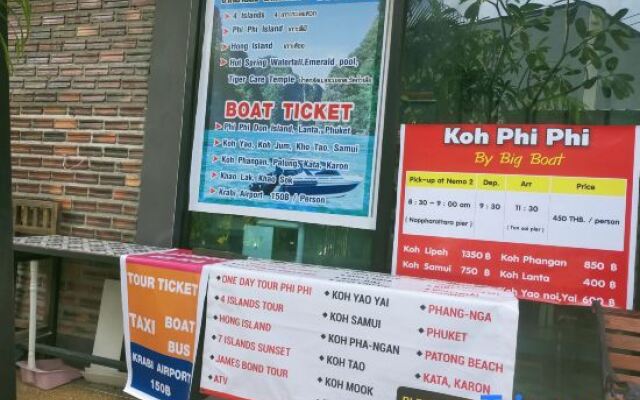 • 4 Islands
• Phi Phi Island
• Hong Island
• Hot Spring Waterfall,Emerald pool,
Tiger Cave Temple
BOAT TICKET
• Phi Phi Don Island, Lanta, Phuket
• Koh Yao, Koh Jum, Kho Tao, Samui
• Koh Phangan, Patong, Kata, Karon
• Khao Lak, Khao Sok
• Krabi Airport 150B / Person
Koh Phi Phi
By Big Boat
Pick-up at Nemo 2 Dep. Arr Price
8 : 30 - 9 : 00 am 9 : 30 11 : 30 450 THB. / person
( Nappharattara pier )
Koh Lipeh 1350 ฿ Koh Phangan 850 ฿
Koh Samui 750 ฿ Koh Lanta 400 ฿
Koh Yao noi,Yai 600 ฿
TOUR TICKET
TAXI BOAT
BUS
KRABI AIRPORT
150B
• ONE DAY TOUR PHI PHI
• 4 ISLANDS TOUR
• HONG ISLAND
• 7 ISLANDS SUNSET
• JAMES BOND TOUR
• ATV
• KOH YAO YAI
• KOH SAMUI
• KOH PHA-NGAN
• KOH TAO
• KOH MOOK
• PHANG-NGA
• PHUKET
• PATONG BEACH
• KATA, KARON